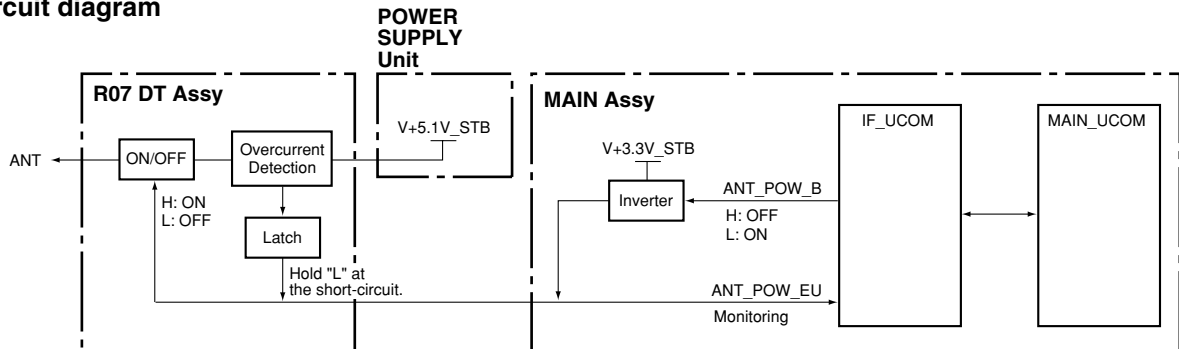 rcuit diagram
POWER
SUPPLY
Unit
R07 DT Assy
V+5.1V_STB
ANT
ON/OFF
Overcurrent
Detection
H: ON
L: OFF
Latch
Hold "L" at
the short-circuit.
MAIN Assy
V+3.3V_STB
Inverter
ANT_POW_B
H: OFF
L: ON
ANT_POW_EU
Monitoring
IF_UCOM
MAIN_UCOM